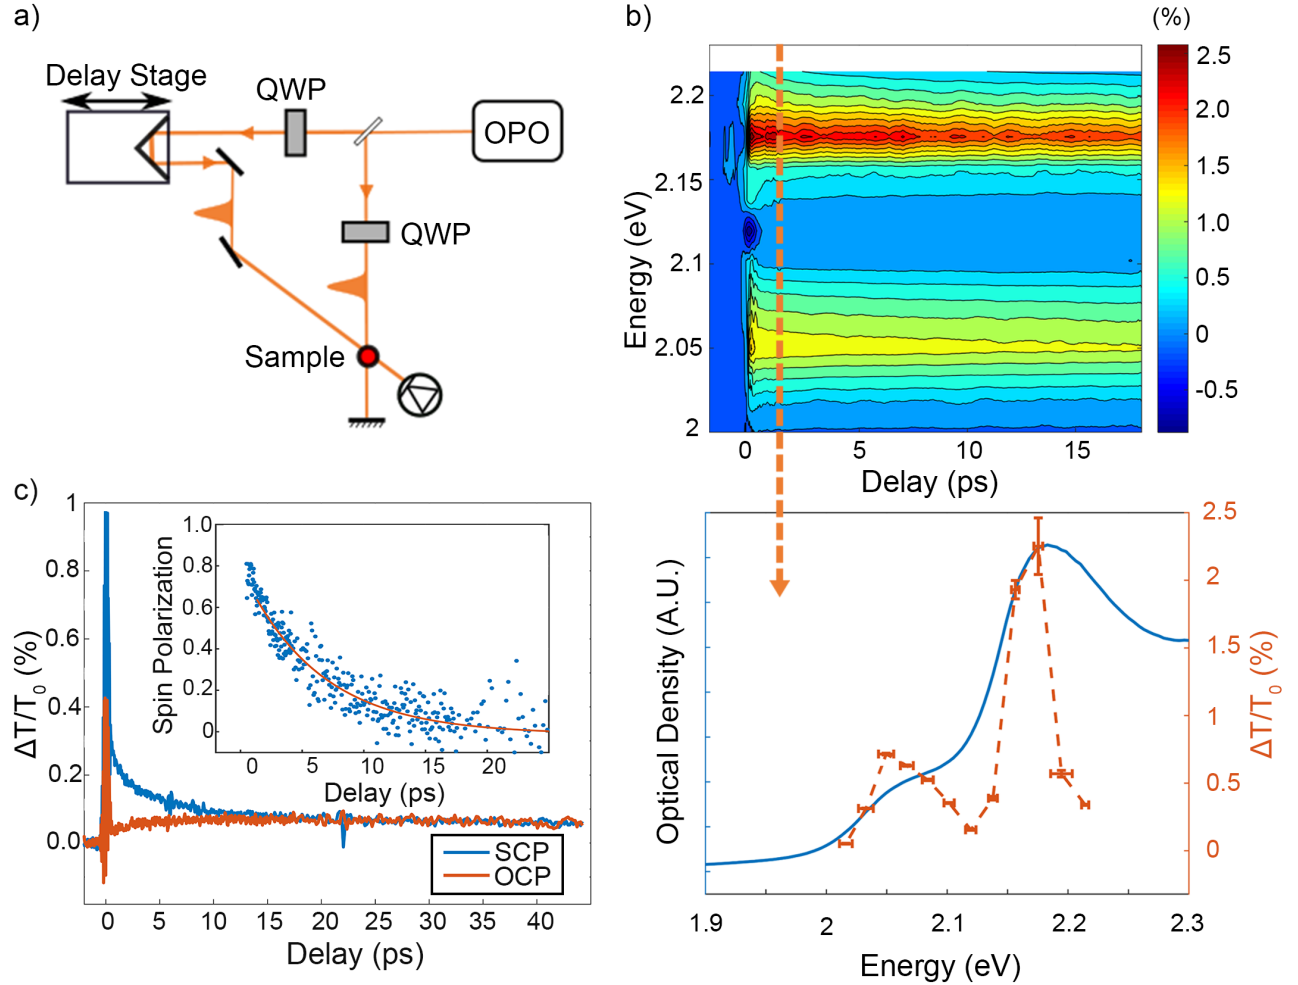 a)
Delay Stage
QWP
OPO
QWP
Sample
b)
(%)
2.5
2.0
1.5
1.0
0.5
0
-0.5
2.2
2.15
2.1
2.05
2
Energy (eV)
0 5 10 15
Delay (ps)
c)
1
0.8
0.6
0.4
0.2
0.0
ΔT/T0 (%)
0 5 10 15 20 25 30 35 40
Delay (ps)
SCP
OCP
1.0
0.8
0.6
0.4
0.2
0
Spin Polarization
0 5 10 15 20
Delay (ps)
Optical Density (A.U.)
2.5
2
1.5
1
0.5
0
ΔT/T0 (%)
1.9 2 2.1 2.2 2.3
Energy (eV)